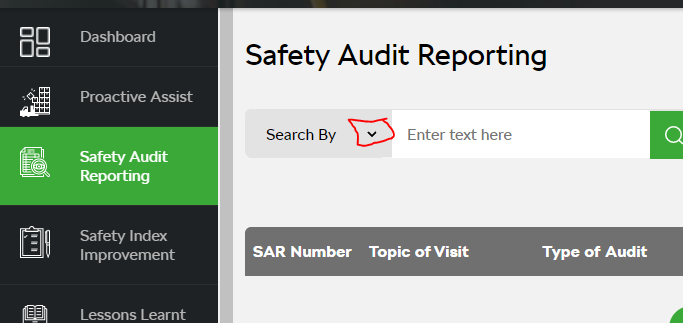 Dashboard
Proactive Assist
Safety Audit
Reporting
Safety Index
Improvement
Lessons Learnt
Safety Audit Reporting
Search By
Enter text here
SAR Number Topic of Visit Type of Audit